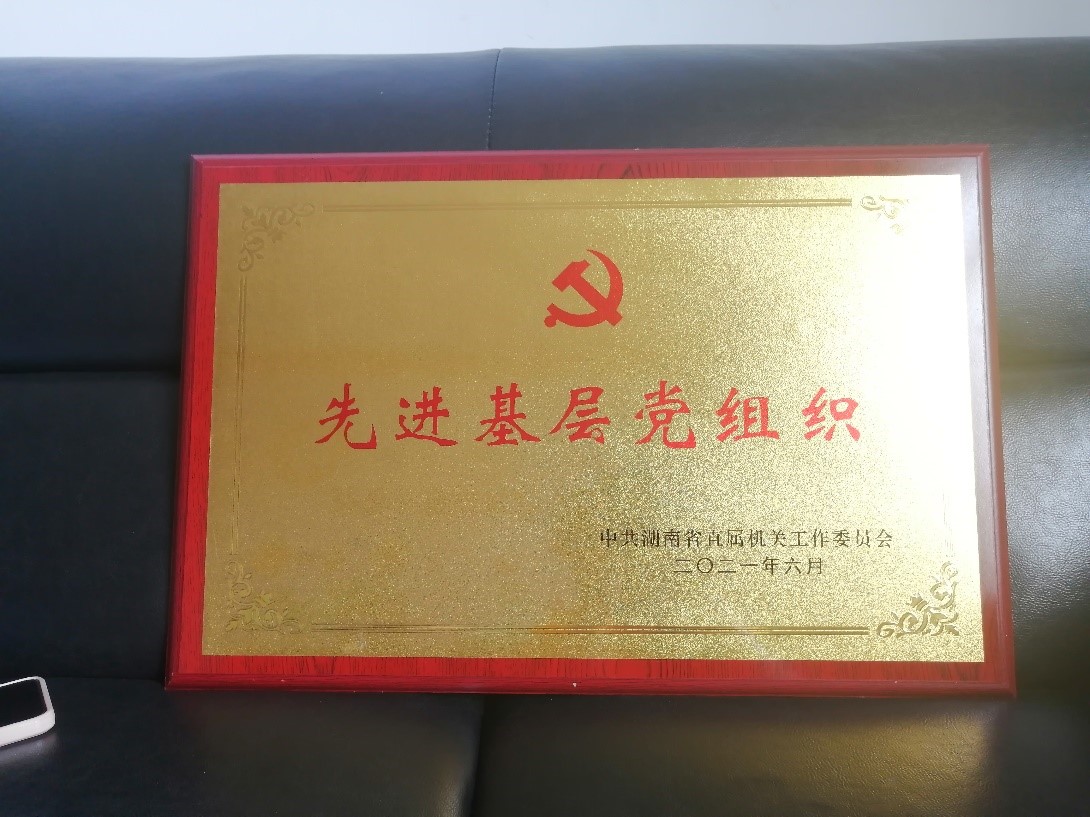 先进基层党组织
中共湖南省直属机关工作委员会
二〇二一年六月